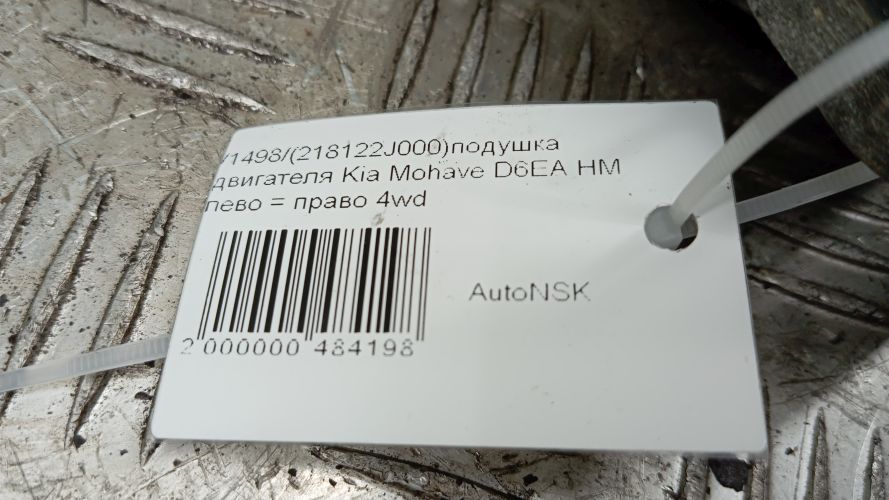 /1498/(218122J000)подушка
двигателя Kia Mohave D6EA HM
лево = право 4wd
AutoNSK
2 000000 484198